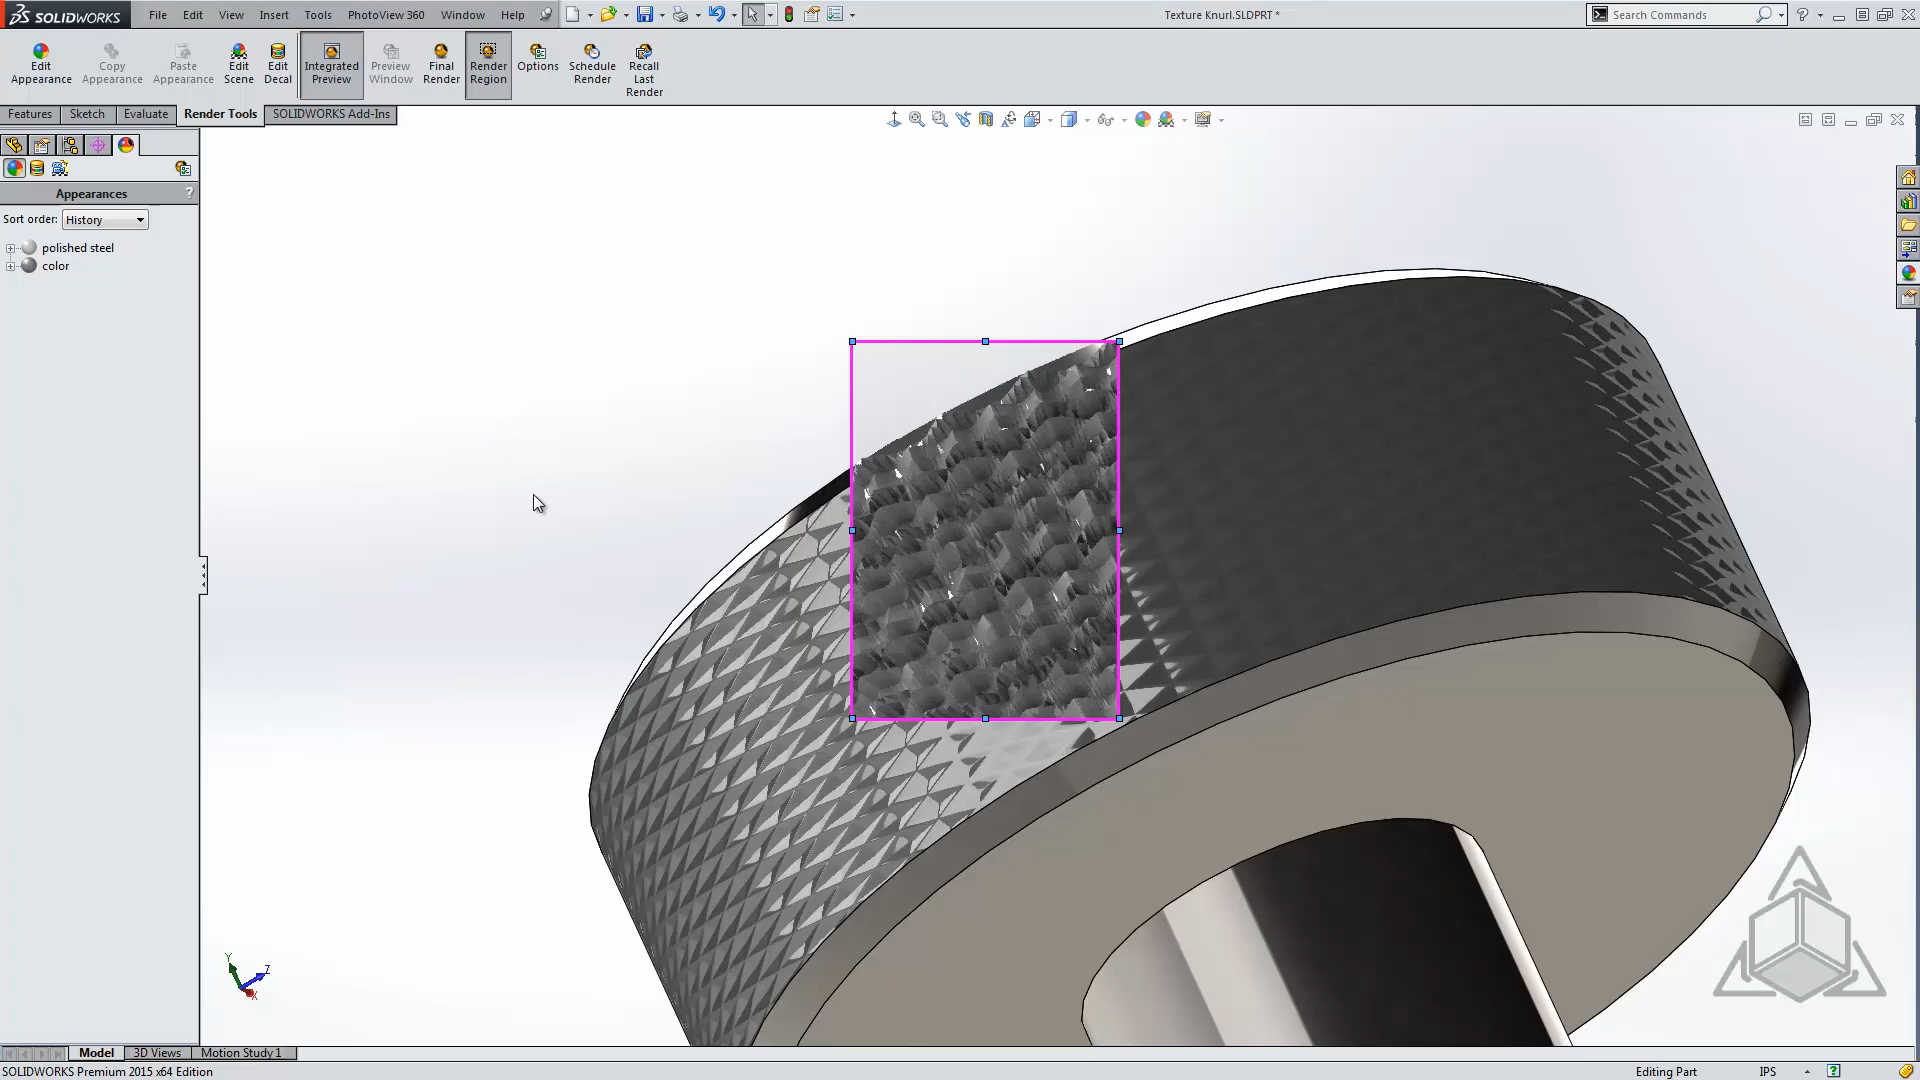 SOLIDWORKS File Edit View Insert Tools PhotoView 360 Window Help Texture Knurl.SLDPRT * Search Commands
Edit Appearance
Copy Appearance
Paste Appearance
Edit Scene
Edit Decal
Integrated Preview
Preview Window
Final Render
Render Region
Options
Schedule Render
Recall Last Render
Features Sketch Evaluate Render Tools SOLIDWORKS Add-Ins
Appearances ?
Sort order: History
polished steel
color
Y
Z
X
Model 3D Views Motion Study 1
SOLIDWORKS Premium 2015 x64 Edition Editing Part IPS